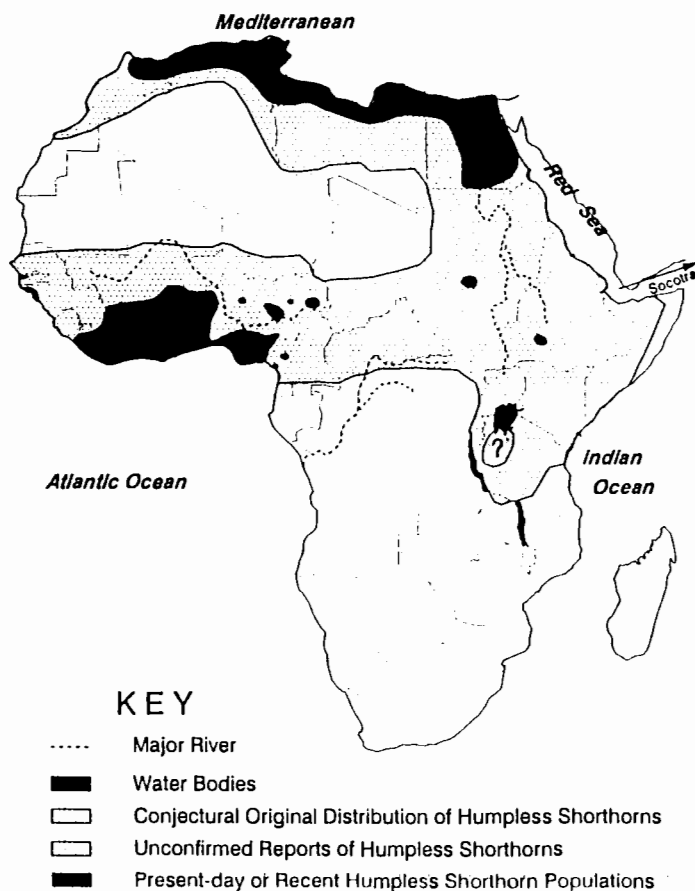 Mediterranean
Red Sea
Socotra
?
Indian
Ocean
Atlantic Ocean
KEY
Major River
Water Bodies
Conjectural Original Distribution of Humpless Shorthorns
Unconfirmed Reports of Humpless Shorthorns
Present-day or Recent Humpless Shorthorn Populations